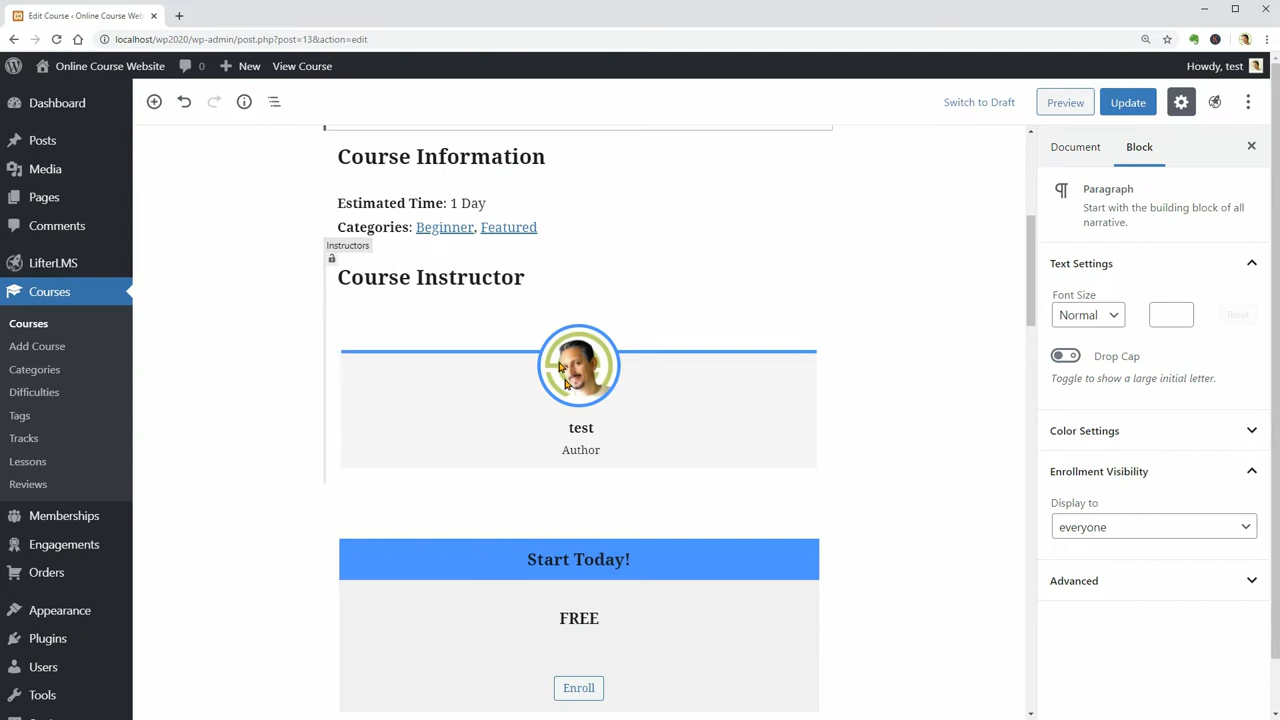 Edit Course ‹ Online Course Web
localhost/wp2020/wp-admin/post.php?post=13&action=edit
Online Course Website
0
New
View Course
Howdy, test
Dashboard
Posts
Media
Pages
Comments
LifterLMS
Courses
Courses
Add Course
Categories
Difficulties
Tags
Tracks
Lessons
Reviews
Memberships
Engagements
Orders
Appearance
Plugins
Users
Tools
Switch to Draft
Preview
Update
Course Information
Estimated Time: 1 Day
Categories: Beginner, Featured
Instructors
Course Instructor
test
Author
Start Today!
FREE
Enroll
Document
Block
Paragraph
Start with the building block of all
narrative.
Text Settings
Font Size
Normal
Reset
Drop Cap
Toggle to show a large initial letter.
Color Settings
Enrollment Visibility
Display to
everyone
Advanced